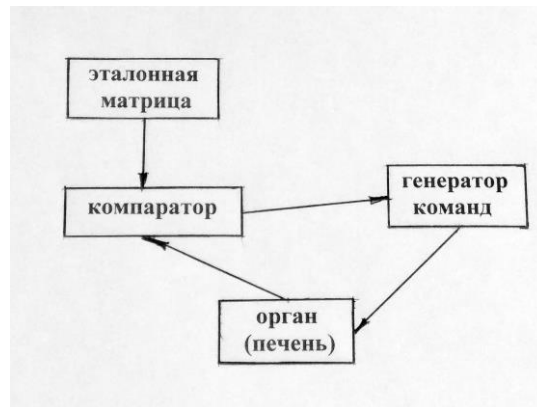 эталонная
матрица
компаратор
генератор
команд
орган
(печень)